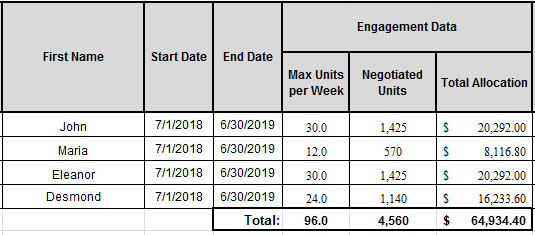 Engagement Data
First Name Start Date End Date
Max Units per Week Negotiated Units Total Allocation
John 7/1/2018 6/30/2019 30.0 1,425 $ 20,292.00
Maria 7/1/2018 6/30/2019 12.0 570 $ 8,116.80
Eleanor 7/1/2018 6/30/2019 30.0 1,425 $ 20,292.00
Desmond 7/1/2018 6/30/2019 24.0 1,140 $ 16,233.60
Total: 96.0 4,560 $ 64,934.40